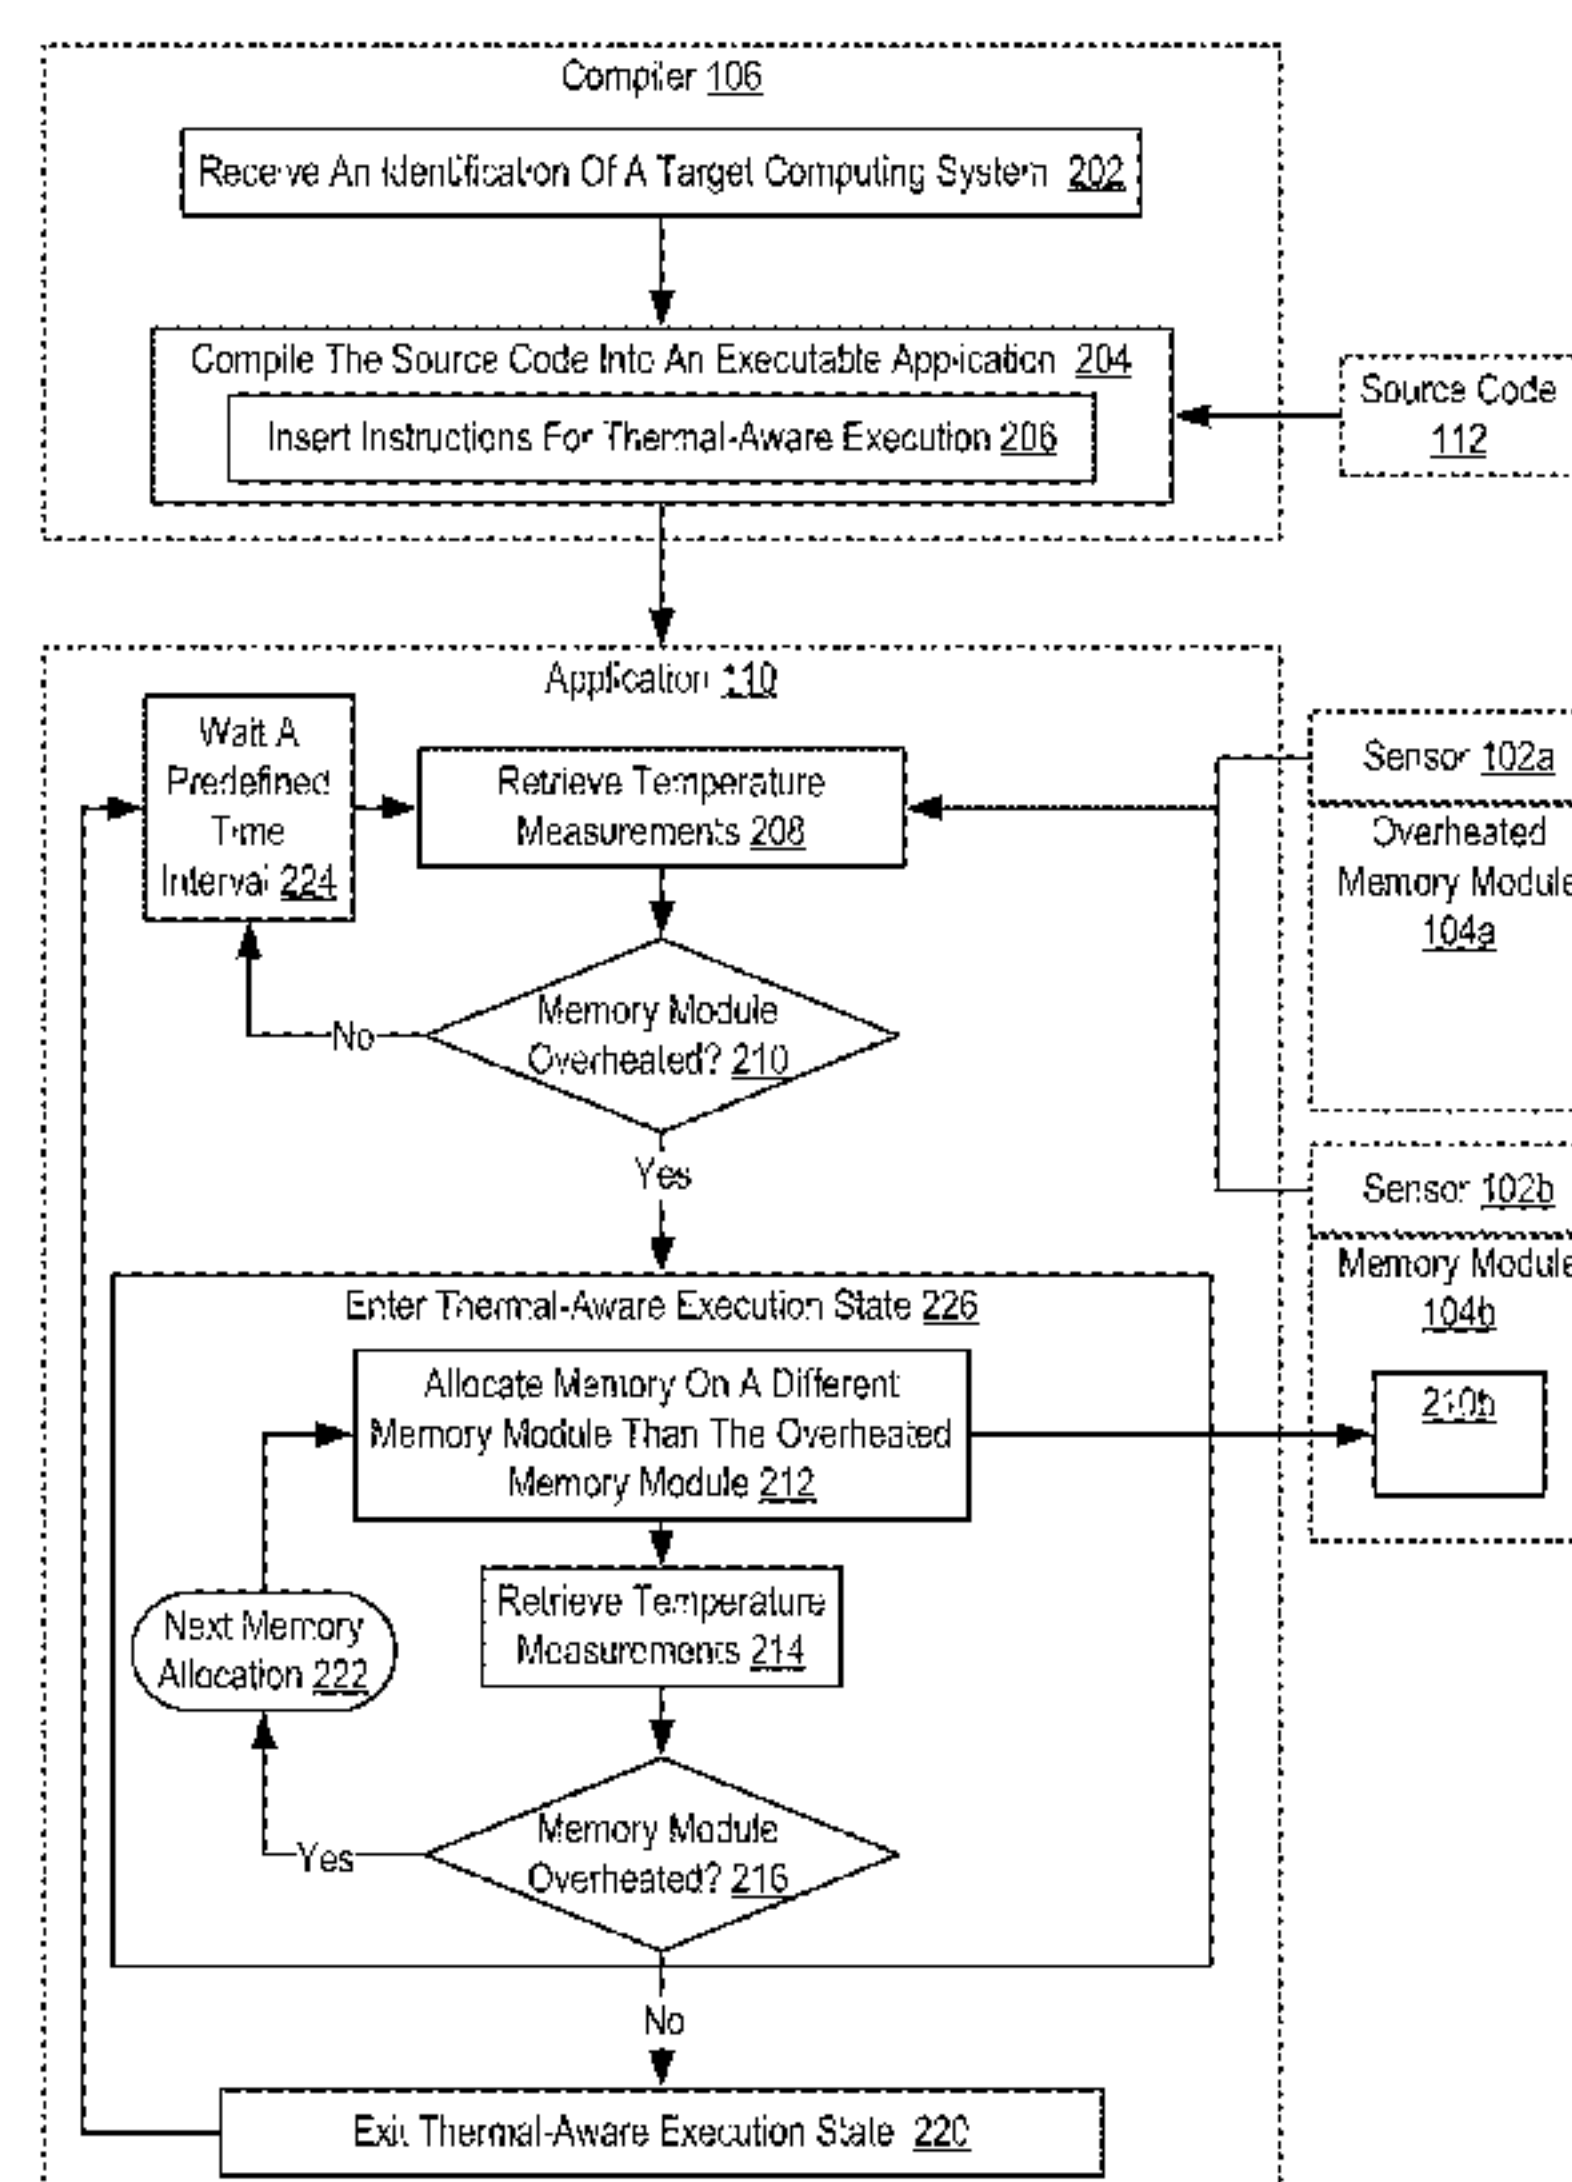 Compiler 106
Receive An Identification Of A Target Computing System 202
Compile The Source Code Into An Executable Application 204
Insert Instructions For Thermal-Aware Execution 206
Source Code
112
Application 110
Wait A
Predefined
Time
Interval 224
Retrieve Temperature
Measurements 208
Sensor 102a
Overheated
Memory Module
104a
Memory Module
Overheated? 210
No
Yes
Sensor 102b
Memory Module
104b
210b
Enter Thermal-Aware Execution State 226
Allocate Memory On A Different
Memory Module Than The Overheated
Memory Module 212
Retrieve Temperature
Measurements 214
Next Memory
Allocation 222
Memory Module
Overheated? 216
Yes
No
Exit Thermal-Aware Execution State 220